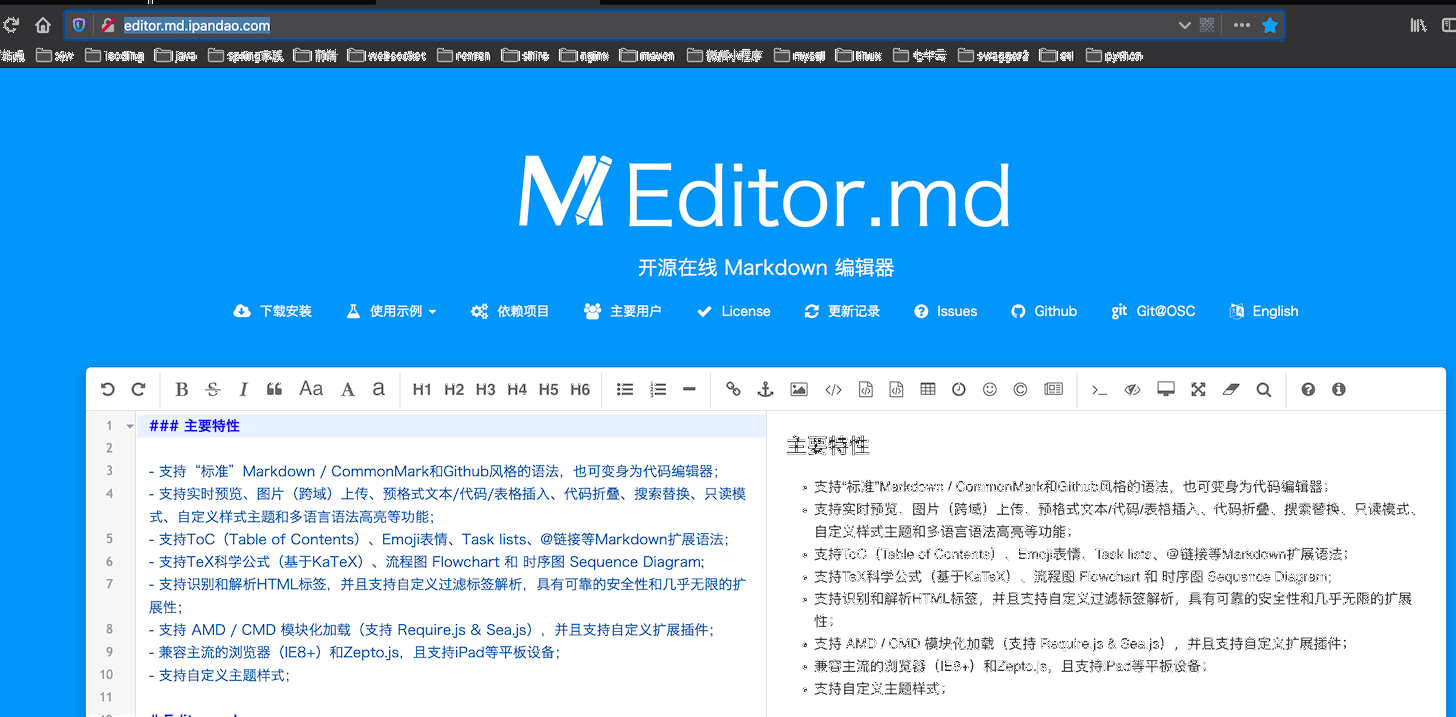 editor.md.ipandao.com
java websocket renren shiro nginx maven 微信小程序 mysql linux 七牛云 swagger2 python
Editor.md
开源在线 Markdown 编辑器
下载安装 使用示例 依赖项目 主要用户 License 更新记录 Issues Github git Git@OSC English
B S I Aa A a H1 H2 H3 H4 H5 H6
1 ### 主要特性
2
3 - 支持“标准”Markdown / CommonMark和Github风格的语法，也可变身为代码编辑器；
4 - 支持实时预览、图片（跨域）上传、预格式文本/代码/表格插入、代码折叠、搜索替换、只读模
式、自定义样式主题和多语言语法高亮等功能；
5 - 支持ToC（Table of Contents）、Emoji表情、Task lists、@链接等Markdown扩展语法；
6 - 支持TeX科学公式（基于KaTeX）、流程图 Flowchart 和 时序图 Sequence Diagram;
7 - 支持识别和解析HTML标签，并且支持自定义过滤标签解析，具有可靠的安全性和几乎无限的扩
展性；
8 - 支持 AMD / CMD 模块化加载（支持 Require.js & Sea.js），并且支持自定义扩展插件；
9 - 兼容主流的浏览器（IE8+）和Zepto.js，且支持iPad等平板设备；
10 - 支持自定义主题样式；
11
主要特性
支持“标准”Markdown / CommonMark和Github风格的语法，也可变身为代码编辑器；
支持实时预览、图片（跨域）上传、预格式文本/代码/表格插入、代码折叠、搜索替换、只读模式、
自定义样式主题和多语言语法高亮等功能；
支持ToC（Table of Contents）、Emoji表情、Task lists、@链接等Markdown扩展语法；
支持TeX科学公式（基于KaTeX）、流程图 Flowchart 和 时序图 Sequence Diagram;
支持识别和解析HTML标签，并且支持自定义过滤标签解析，具有可靠的安全性和几乎无限的扩展
性；
支持 AMD / CMD 模块化加载（支持 Require.js & Sea.js），并且支持自定义扩展插件；
兼容主流的浏览器（IE8+）和Zepto.js，且支持iPad等平板设备；
支持自定义主题样式；